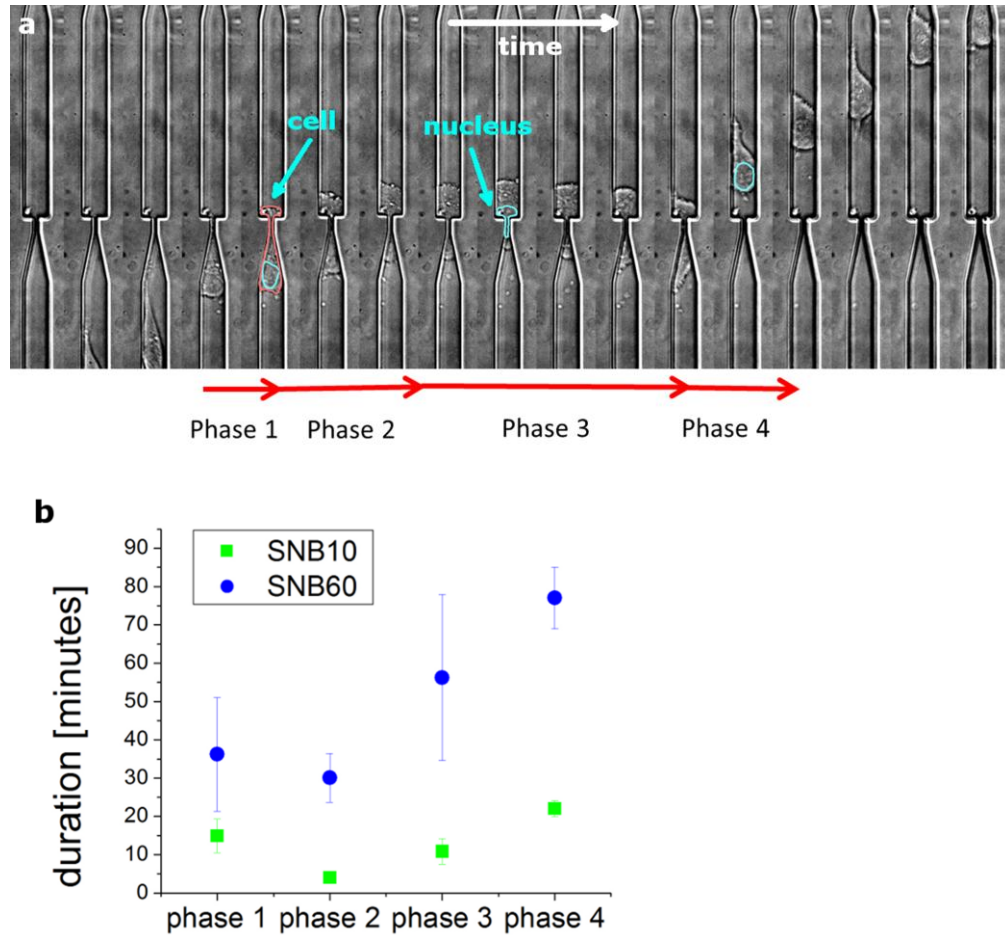 a
time
cell
nucleus
Phase 1
Phase 2
Phase 3
Phase 4
b
SNB10
SNB60
duration [minutes]
90
80
70
60
50
40
30
20
10
0
phase 1 phase 2 phase 3 phase 4